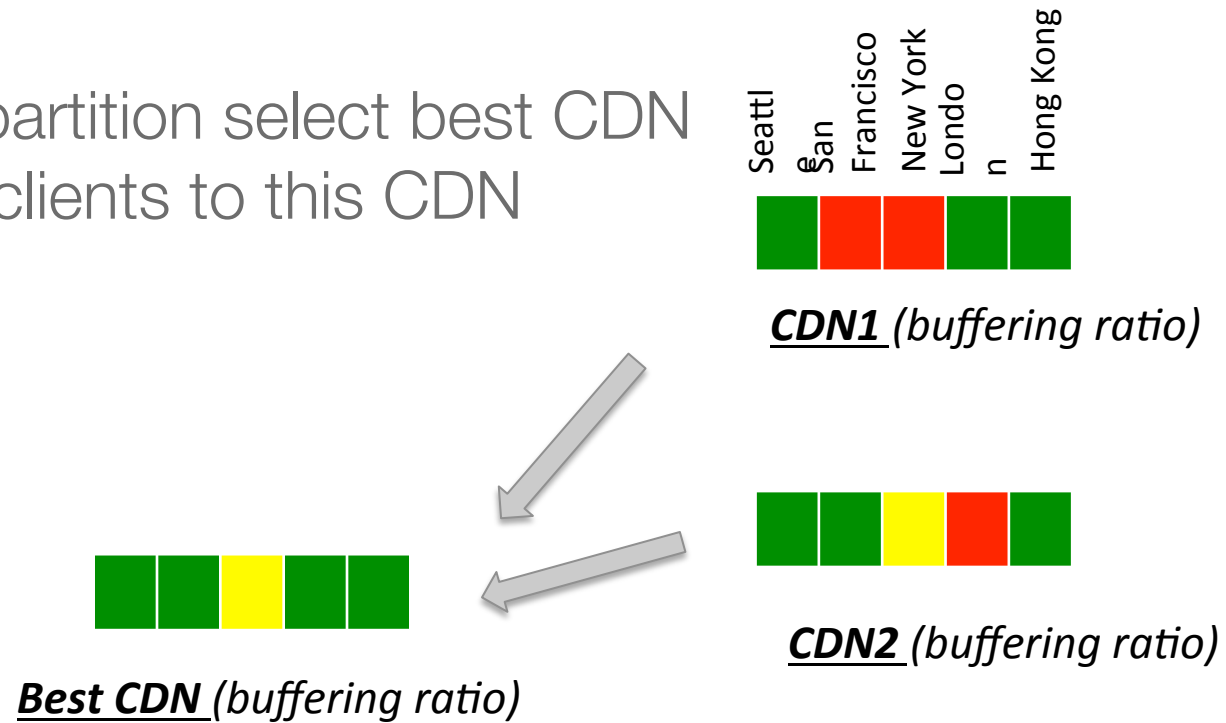 partition select best CDN
clients to this CDN
Seattl
e
San
Francisco
New York
Londo
n
Hong Kong
CDN1 (buffering ratio)
CDN2 (buffering ratio)
Best CDN (buffering ratio)